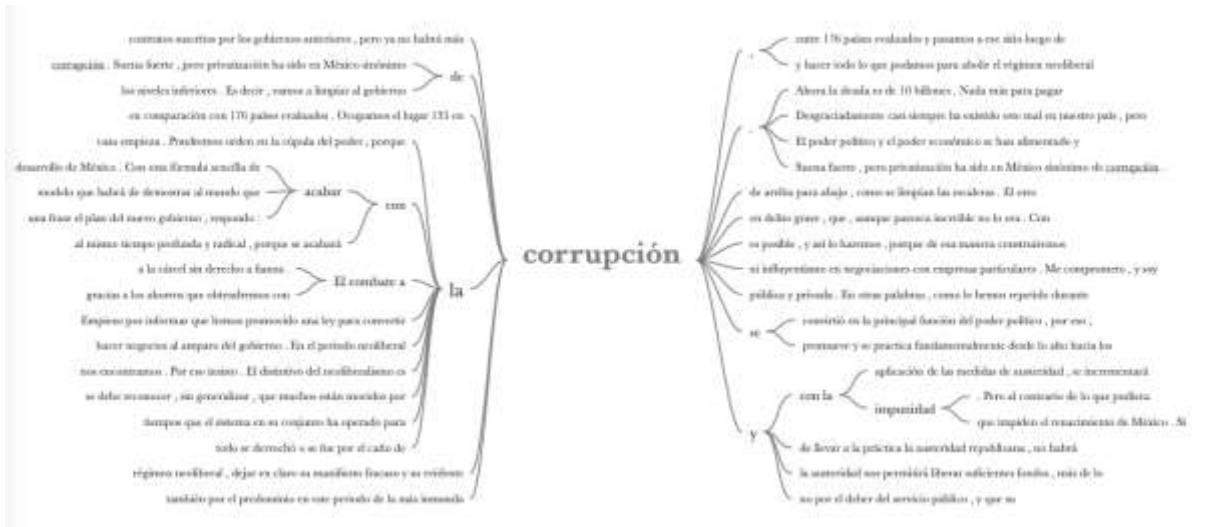 contratos suscritos por los gobiernos anteriores , pero ya no habrá más
corrupción . Suena fuerte , pero privatización ha sido en México sinónimo
de
los niveles inferiores . Es decir , vamos a limpiar al gobierno
en comparación con 176 países evaluados . Ocupamos el lugar 135 en
empieza . Pondremos orden en la cúpula del poder , porque
desarrollo de México . Con una fórmula sencilla de
modelo que habrá de demostrar al mundo que
acabar
una frase el plan del nuevo gobierno , respondo :
con
al mismo tiempo profunda y radical , porque se acabará
a la cárcel sin derecho a fianza .
El combate a
gracias a los ahorros que obtendremos con
la
Empiezo por informar que hemos promovido una ley para convertir
hacer negocios al amparo del gobierno . En el periodo neoliberal
nos encontramos . Por eso insisto . El distintivo del neoliberalismo es
se debe reconocer , sin generalizar , que muchos están movidos por
tiempos que el sistema en su conjunto ha operado para
todo se derrochó o se fue por el caño de
régimen neoliberal , dejar en claro su manifiesto fracaso y su evidente
también por el predominio en este periodo de la más inmunda
corrupción
,
entre 176 países evaluados y pasamos a ese sitio luego de
y hacer todo lo que podamos para abolir el régimen neoliberal
.
Ahora la deuda es de 10 billones . Nada más para pagar
Desgraciadamente casi siempre ha existido este mal en nuestro país , pero
El poder político y el poder económico se han alimentado y
Suena fuerte , pero privatización ha sido en México sinónimo de corrupción .
de arriba para abajo , como se limpian las escaleras . El erro
en delito grave , que , aunque parezca increíble no lo era . Con
es posible , y así lo haremos , porque de esa manera construiremos
ni influyentismo en negociaciones con empresas particulares . Me comprometo , y soy
pública y privada . En otras palabras , como lo hemos repetido durante
se
convirtió en la principal función del poder político , por eso ,
promueve y se practica fundamentalmente desde lo alto hacia los
y
con la
aplicación de las medidas de austeridad , se incrementará
impunidad
. Pero al contrario de lo que pudiera
que impiden el renacimiento de México . Si
de llevar a la práctica la austeridad republicana , no habrá
la austeridad nos permitirá liberar suficientes fondos , más de lo
no por el deber del servicio público , y que su